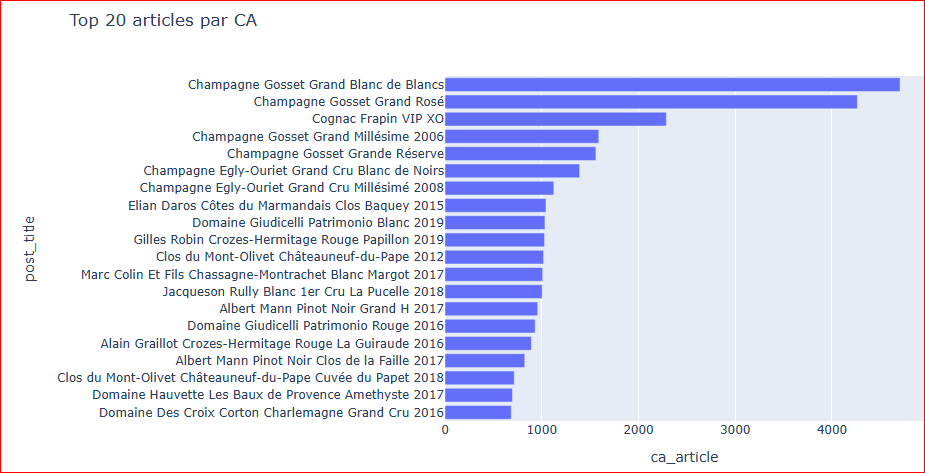 Top 20 articles par CA
post_title
Champagne Gosset Grand Blanc de Blancs
Champagne Gosset Grand Rosé
Cognac Frapin VIP XO
Champagne Gosset Grand Millésime 2006
Champagne Gosset Grande Réserve
Champagne Egly-Ouriet Grand Cru Blanc de Noirs
Champagne Egly-Ouriet Grand Cru Millésimé 2008
Elian Daros Côtes du Marmandais Clos Baquey 2015
Domaine Giudicelli Patrimonio Blanc 2019
Gilles Robin Crozes-Hermitage Rouge Papillon 2019
Clos du Mont-Olivet Châteauneuf-du-Pape 2012
Marc Colin Et Fils Chassagne-Montrachet Blanc Margot 2017
Jacqueson Rully Blanc 1er Cru La Pucelle 2018
Albert Mann Pinot Noir Grand H 2017
Domaine Giudicelli Patrimonio Rouge 2016
Alain Graillot Crozes-Hermitage Rouge La Guiraude 2016
Albert Mann Pinot Noir Clos de la Faille 2017
Clos du Mont-Olivet Châteauneuf-du-Pape Cuvée du Papet 2018
Domaine Hauvette Les Baux de Provence Amethyste 2017
Domaine Des Croix Corton Charlemagne Grand Cru 2016
0 1000 2000 3000 4000
ca_article